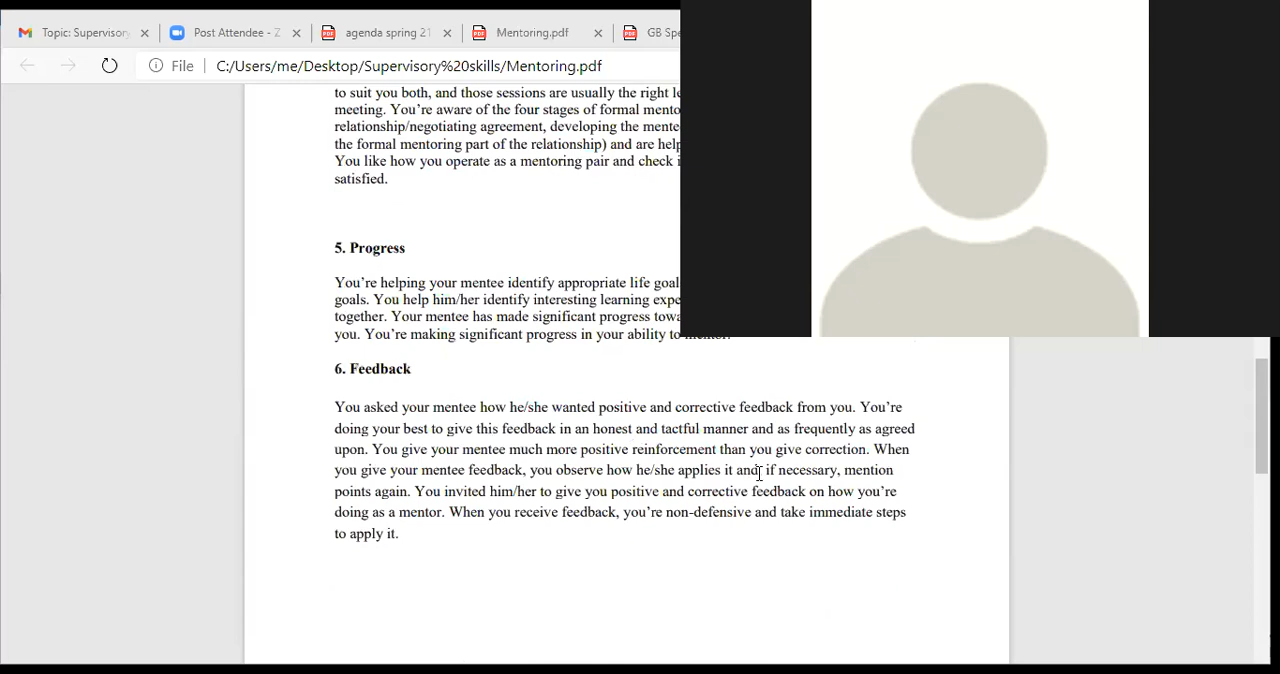 Topic: Supervisory
Post Attendee - Z
agenda spring 21
Mentoring.pdf
GB Spe
File
C:/Users/me/Desktop/Supervisory%20skills/Mentoring.pdf
to suit you both, and those sessions are usually the right le
meeting. You're aware of the four stages of formal mento
relationship/negotiating agreement, developing the mente
the formal mentoring part of the relationship) and are help
You like how you operate as a mentoring pair and check i
satisfied.
5. Progress
You're helping your mentee identify appropriate life goal
goals. You help him/her identify interesting learning expe
together. Your mentee has made significant progress towa
you. You're making significant progress in your ability to mentor.
6. Feedback
You asked your mentee how he/she wanted positive and corrective feedback from you. You're
doing your best to give this feedback in an honest and tactful manner and as frequently as agreed
upon. You give your mentee much more positive reinforcement than you give correction. When
you give your mentee feedback, you observe how he/she applies it and, if necessary, mention
points again. You invited him/her to give you positive and corrective feedback on how you're
doing as a mentor. When you receive feedback, you're non-defensive and take immediate steps
to apply it.